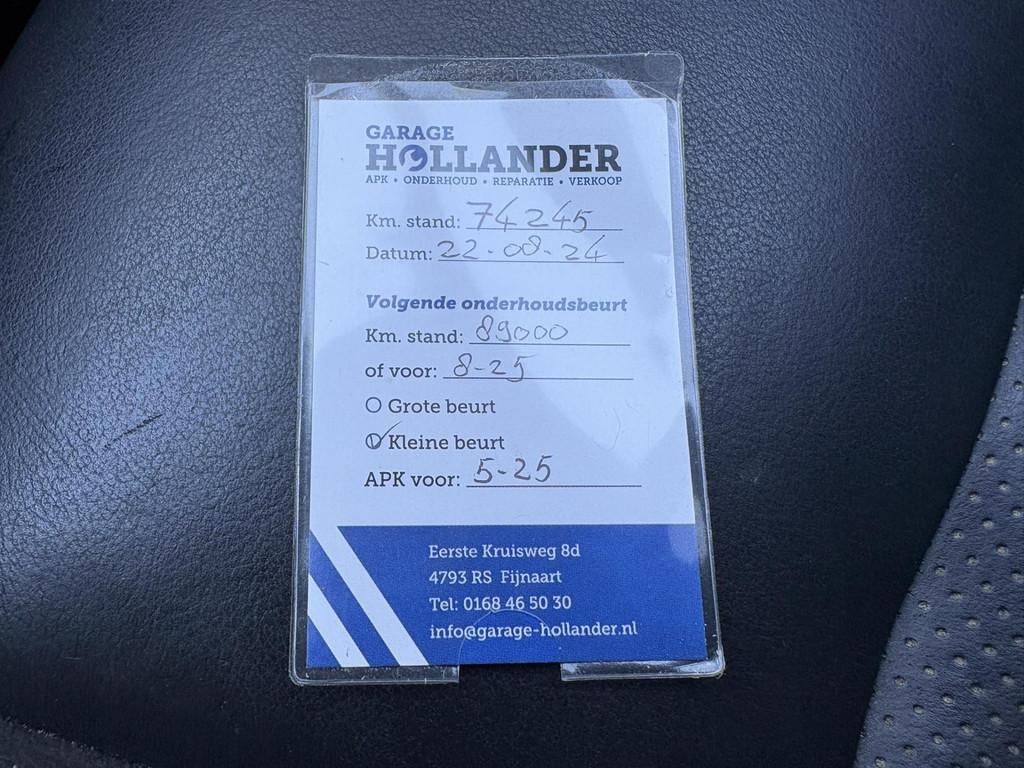 GARAGE
HOLLANDER
APK • ONDERHOUD • REPARATIE • VERKOOP
Km. stand: 74245
Datum: 22-08-24
Volgende onderhoudsbeurt
Km. stand: 89000
of voor: 8-25
Grote beurt
Kleine beurt
APK voor: 5-25
Eerste Kruisweg 8d
4793 RS Fijnaart
Tel: 0168 46 50 30
info@garage-hollander.nl